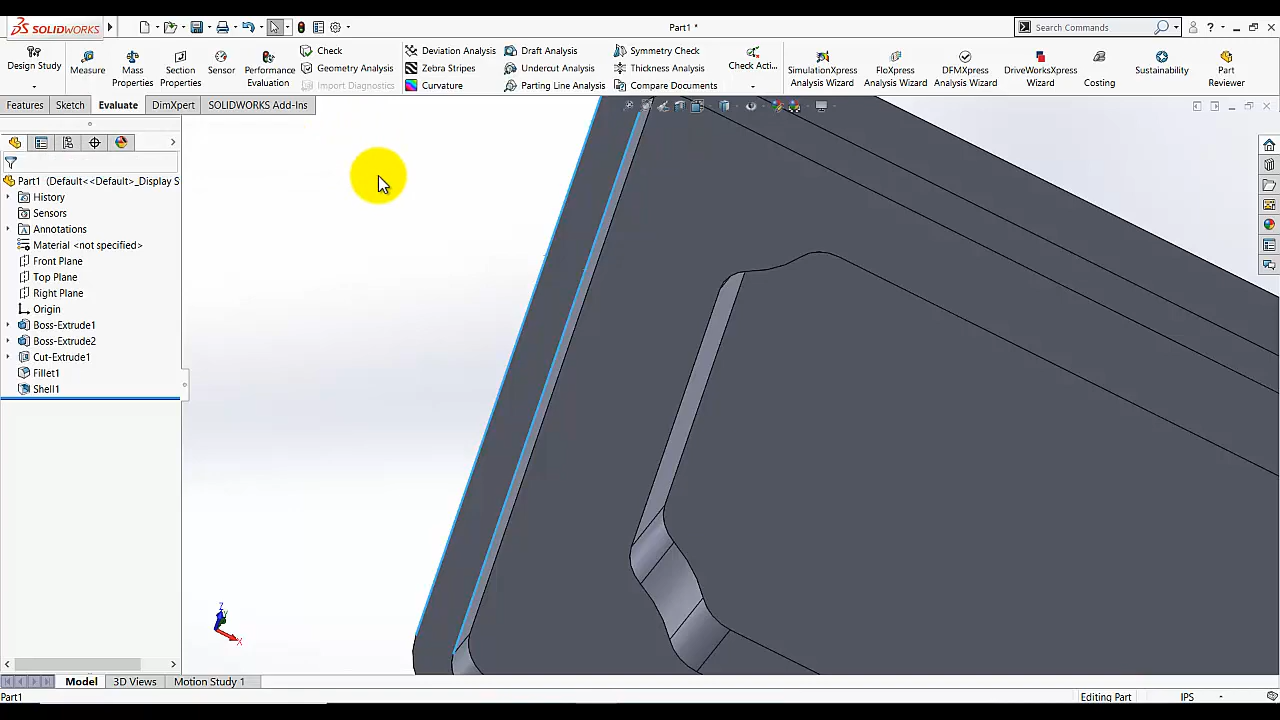 SOLIDWORKS
Part1 *
Search Commands
?
Design Study
Measure
Mass Properties
Section Properties
Sensor
Performance Evaluation
Check
Geometry Analysis
Import Diagnostics
Deviation Analysis
Zebra Stripes
Curvature
Draft Analysis
Undercut Analysis
Parting Line Analysis
Symmetry Check
Thickness Analysis
Compare Documents
Check Acti...
SimulationXpress Analysis Wizard
FloXpress Analysis Wizard
DFMXpress Analysis Wizard
DriveWorksXpress Wizard
Costing
Sustainability
Part Reviewer
Features
Sketch
Evaluate
DimXpert
SOLIDWORKS Add-Ins
Part1 (Default<<Default>_Display S
History
Sensors
Annotations
Material <not specified>
Front Plane
Top Plane
Right Plane
Origin
Boss-Extrude1
Boss-Extrude2
Cut-Extrude1
Fillet1
Shell1
Z
Y
X
Model
3D Views
Motion Study 1
Part1
Editing Part
IPS